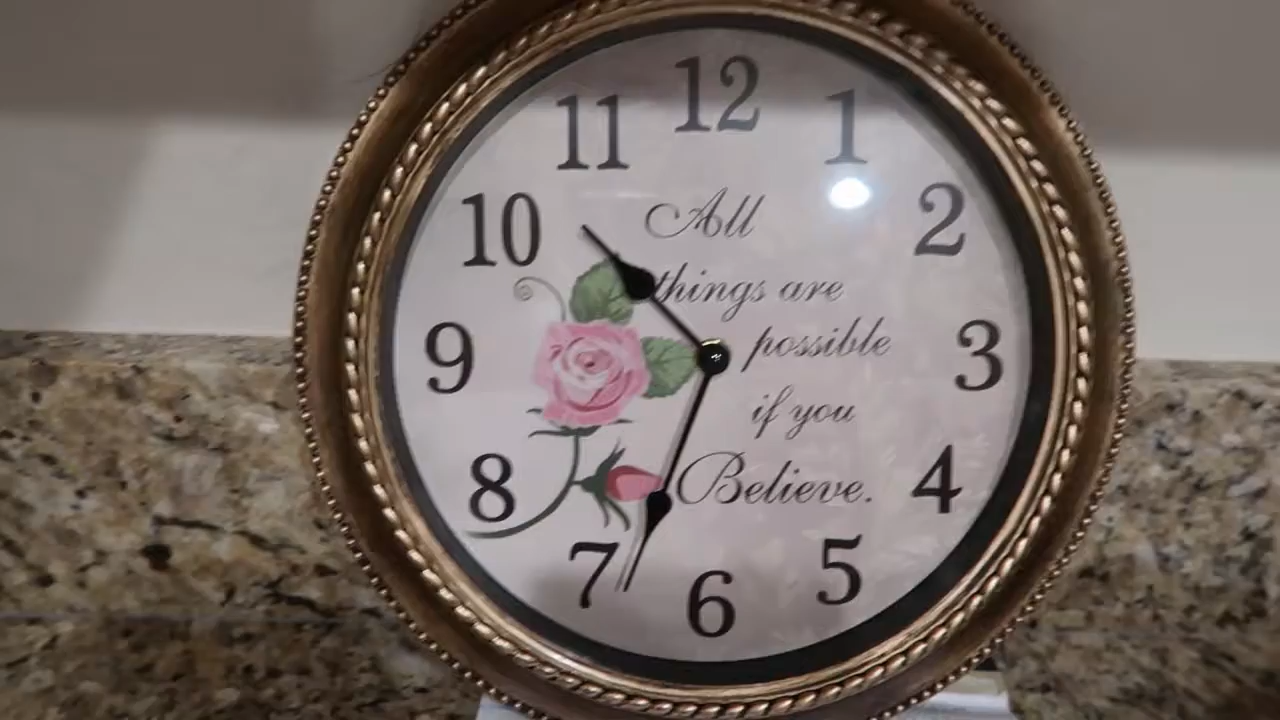 12
11 1
10 2
All
things are
9 possible 3
if you
8 Believe. 4
7 5
6